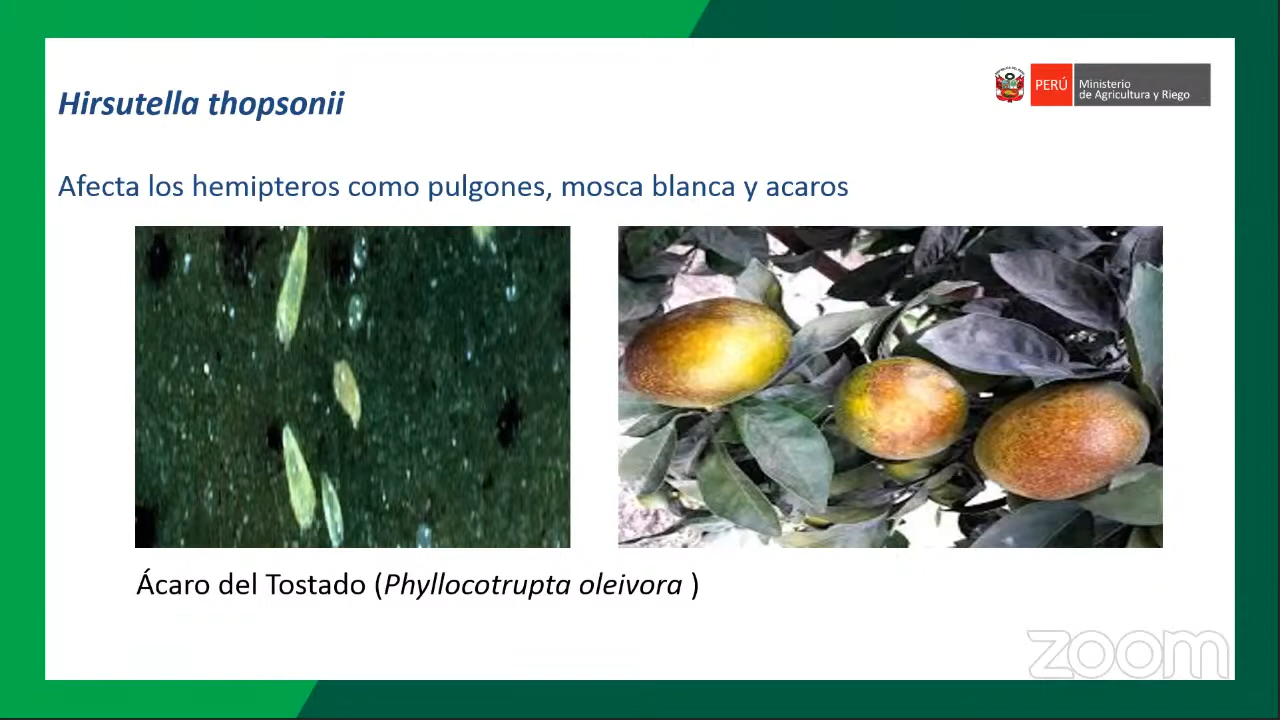 Hirsutella thopsonii
PERÚ
Ministerio
de Agricultura y Riego
Afecta los hemipteros como pulgones, mosca blanca y acaros
Ácaro del Tostado (Phyllocotrupta oleivora )
zoom